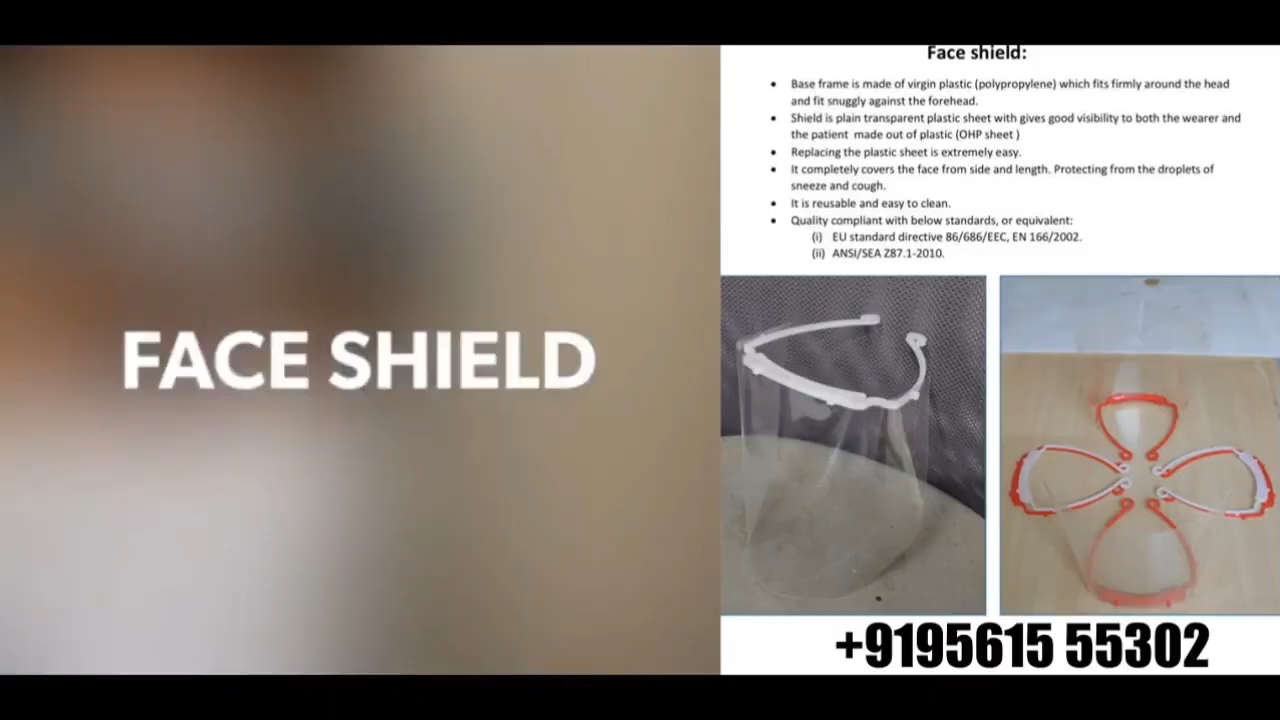 FACE SHIELD
Face shield:
• Base frame is made of virgin plastic (polypropylene) which fits firmly around the head
and fit snuggly against the forehead.
• Shield is plain transparent plastic sheet with gives good visibility to both the wearer and
the patient made out of plastic (OHP sheet )
• Replacing the plastic sheet is extremely easy.
• It completely covers the face from side and length. Protecting from the droplets of
sneeze and cough.
• It is reusable and easy to clean.
• Quality compliant with below standards, or equivalent:
(i) EU standard directive 86/686/EEC, EN 166/2002.
(ii) ANSI/SEA Z87.1-2010.
+9195615 55302